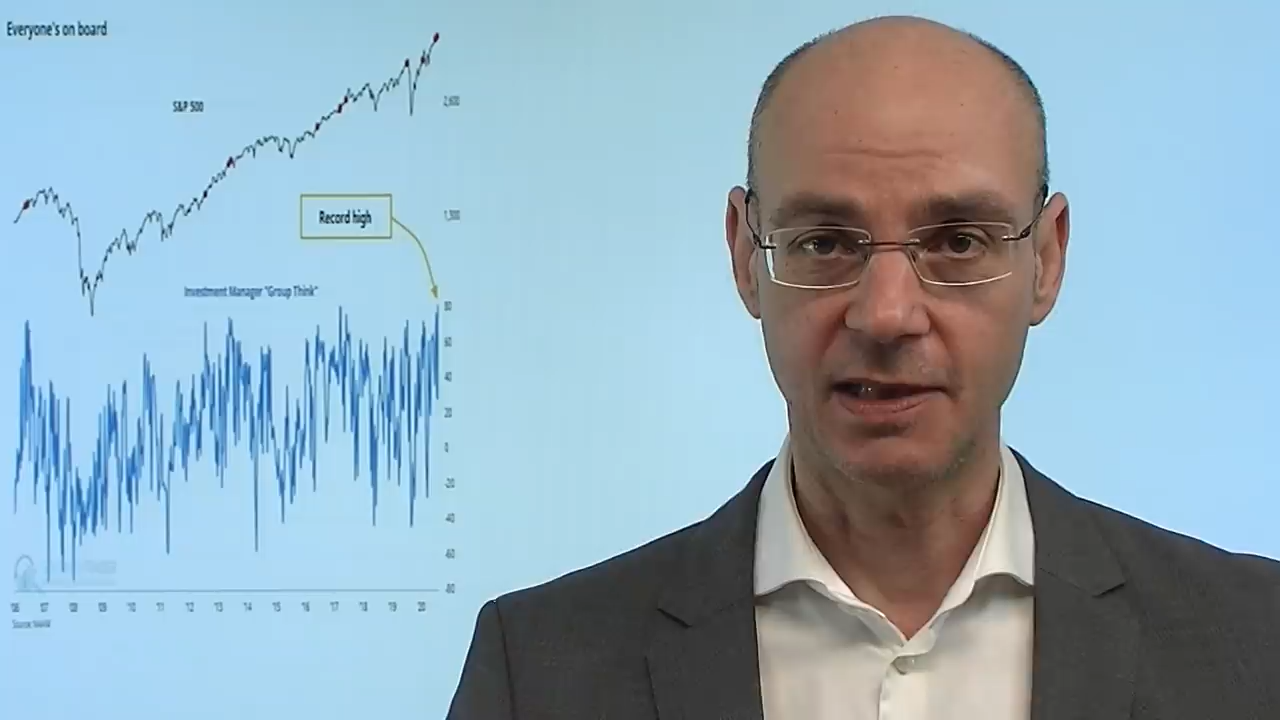 Everyone's on board
S&P 500
2,600
1,300
Record high
Investment Manager "Group Think"
80
60
40
20
0
-20
-40
-60
-80
'06 '07 '08 '09 '10 '11 '12 '13 '14 '15 '16 '17 '18 '19 '20
Source: